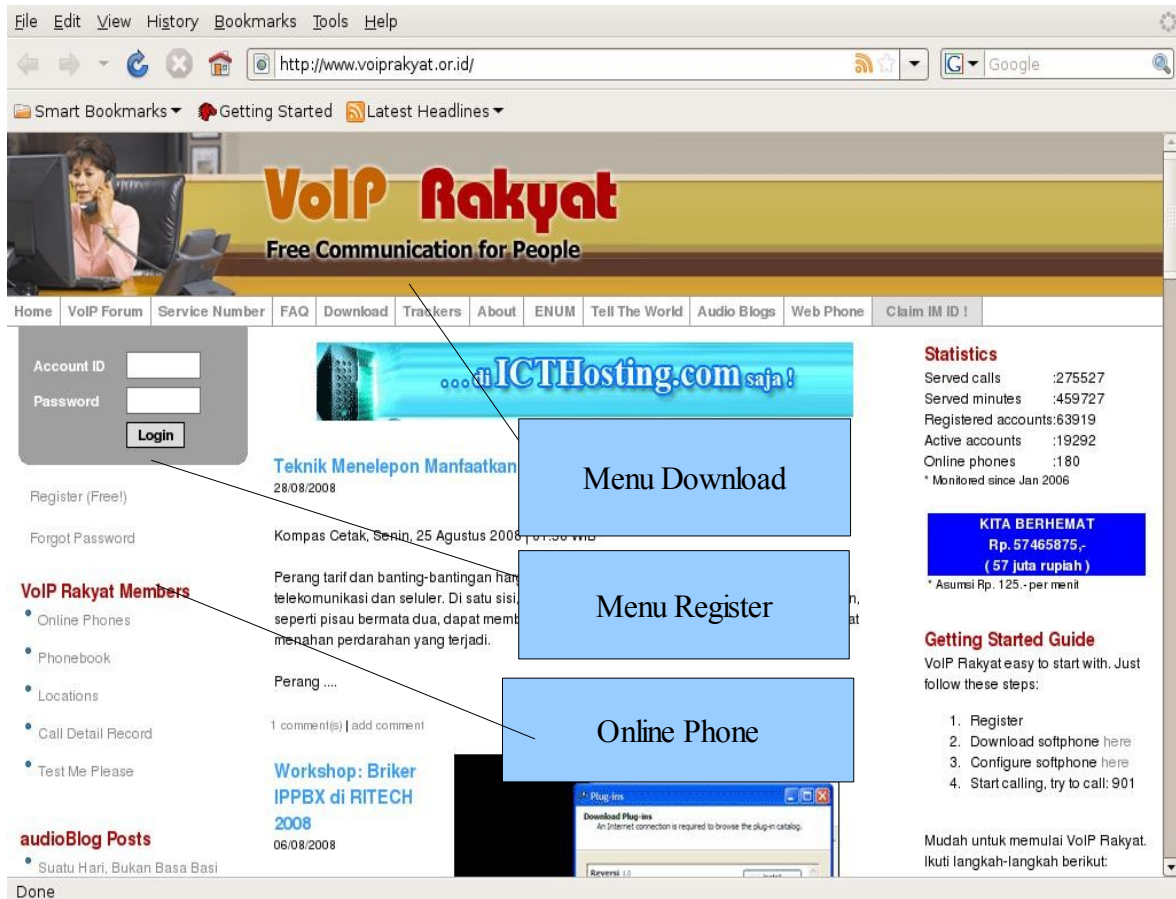 File Edit View History Bookmarks Tools Help
http://www.voiprakyat.or.id/
G Google
Smart Bookmarks Getting Started Latest Headlines
VoIP Rakyat
Free Communication for People
Home VoIP Forum Service Number FAQ Download Trackers About ENUM Tell The World Audio Blogs Web Phone Claim IM ID !
Account ID
Password
Login
Register (Free!)
Forgot Password
VoIP Rakyat Members
Online Phones
Phonebook
Locations
Call Detail Record
Test Me Please
audioBlog Posts
Suatu Hari, Bukan Basa Basi
...di ICTHosting.com saja !
Teknik Menelepon Manfaatkan
28/08/2008
Kompas Cetak, Senin, 25 Agustus 2008 | 01:30 WIB
Perang tarif dan banting-bantingan
telekomunikasi dan seluler. Di satu sisi,
seperti pisau bermata dua, dapat
menahan perdarahan yang terjadi.
Perang ....
1 comment(s) | add comment
Workshop: Briker
IPPBX di RITECH
2008
06/08/2008
Menu Download
Menu Register
Online Phone
Plug-ins
Download Plug-ins
An Internet connection is required to browse the plug-in catalog.
Reversi 1.0
Statistics
Served calls :275527
Served minutes :459727
Registered accounts:63919
Active accounts :19292
Online phones :180
* Monitored since Jan 2006
KITA BERHEMAT
Rp. 57465875,-
( 57 juta rupiah )
* Asumsi Rp. 125.- per menit
Getting Started Guide
VoIP Rakyat easy to start with. Just
follow these steps:
1. Register
2. Download softphone here
3. Configure softphone here
4. Start calling, try to call: 901
Mudah untuk memulai VoIP Rakyat.
Ikuti langkah-langkah berikut:
Done